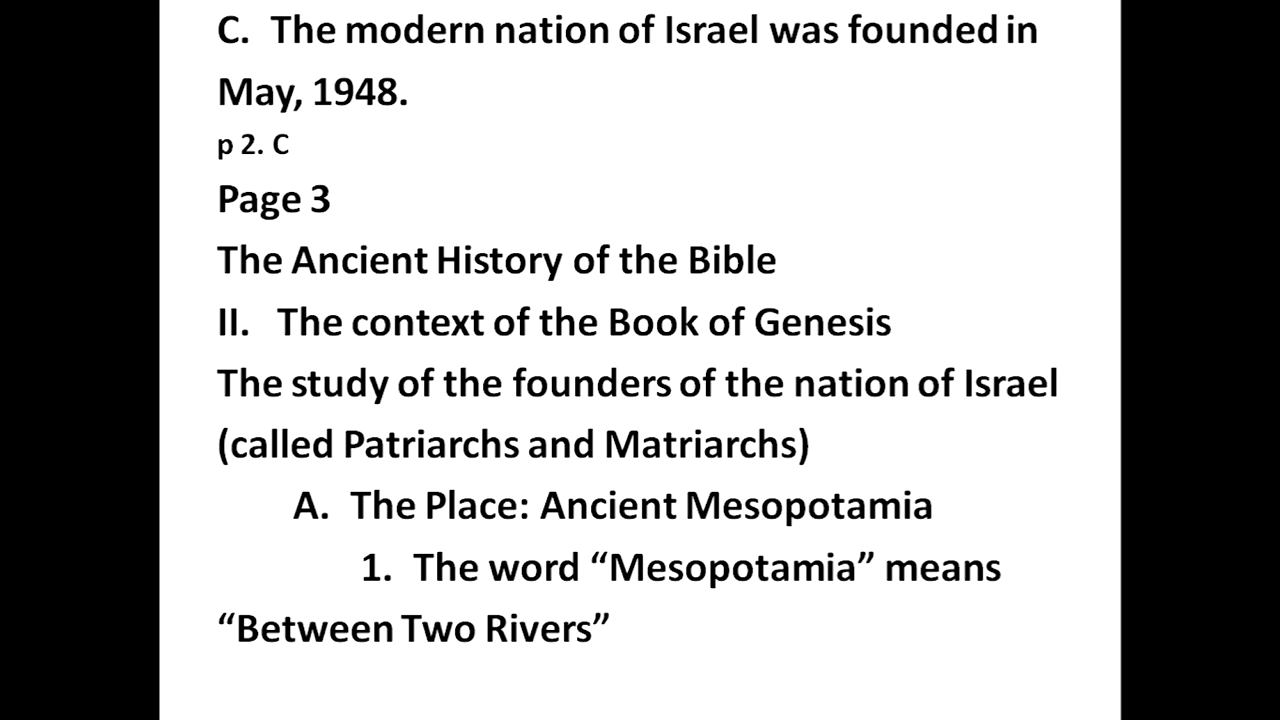 C. The modern nation of Israel was founded in
May, 1948.
p 2. C
Page 3
The Ancient History of the Bible
II. The context of the Book of Genesis
The study of the founders of the nation of Israel
(called Patriarchs and Matriarchs)
A. The Place: Ancient Mesopotamia
1. The word “Mesopotamia” means
“Between Two Rivers”